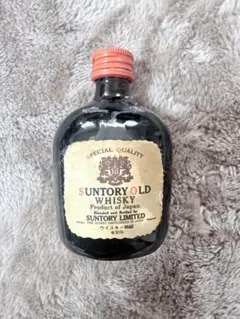 SPECIAL QUALITY
SUNTORY OLD
WHISKY
Product of Japan
Blended and Bottled by
SUNTORY LIMITED
ウイスキー特級